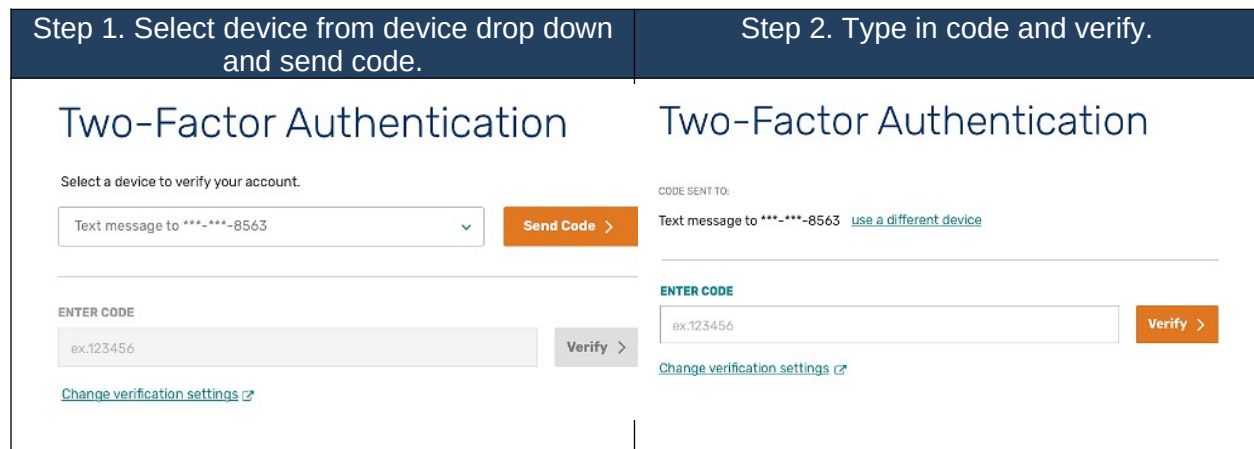 Step 1. Select device from device drop down
and send code.
Step 2. Type in code and verify.
Two-Factor Authentication
Select a device to verify your account.
Text message to ***-***-8563
Send Code >
ENTER CODE
ex.123456
Verify >
Change verification settings
Two-Factor Authentication
CODE SENT TO:
Text message to ***-***-8563 use a different device
ENTER CODE
ex.123456
Verify >
Change verification settings